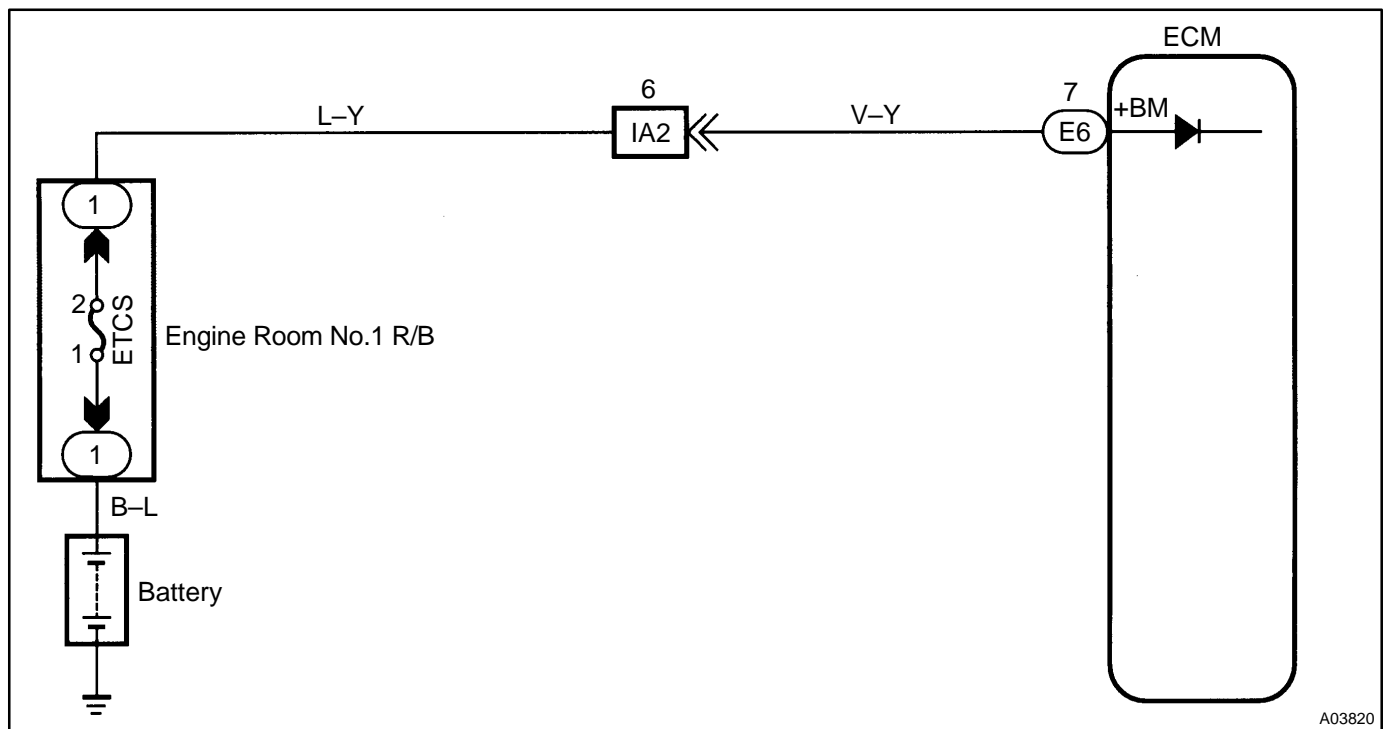 ECM
6
7
L–Y
IA2
V–Y
E6
+BM
1
2
ETCS
1
Engine Room No.1 R/B
1
B–L
Battery
A03820